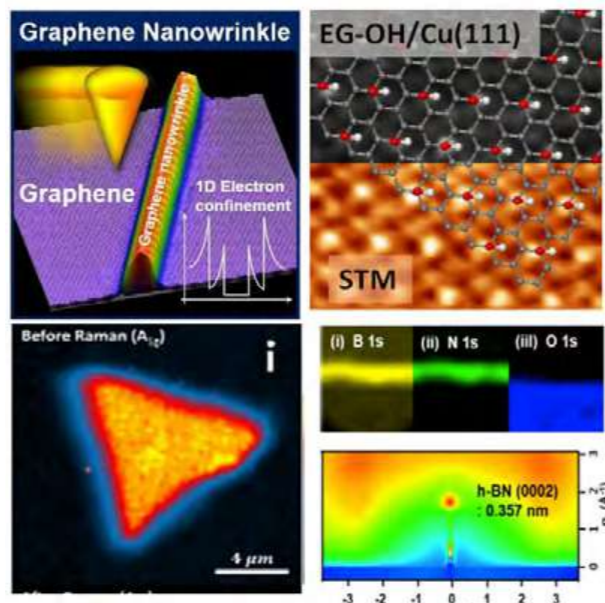 Graphene Nanowrinkle
Graphene nanowrinkle
Graphene
1D Electron
confinement
EG-OH/Cu(111)
STM
Before Raman (A₁g)
i
4 μm
(i) B 1s
(ii) N 1s
(iii) O 1s
h-BN (0002)
: 0.357 nm
3
2
1
0
-3
-2
-1
0
1
2
3